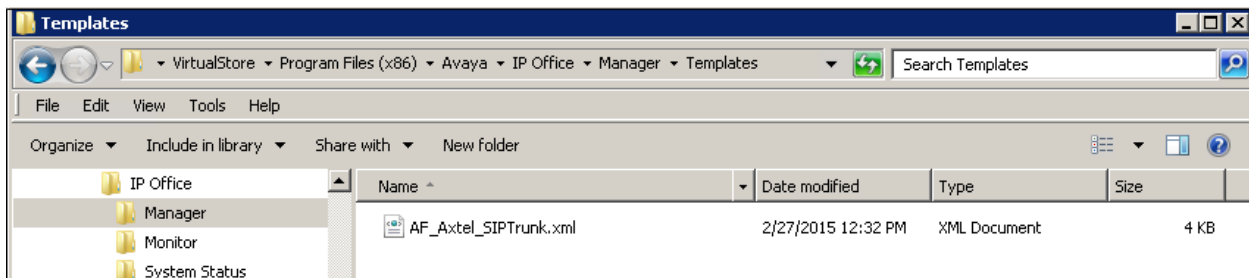 Templates
VirtualStore Program Files (x86) Avaya IP Office Manager Templates Search Templates
File Edit View Tools Help
Organize Include in library Share with New folder
IP Office Name Date modified Type Size
Manager AF_Axtel_SIPTrunk.xml 2/27/2015 12:32 PM XML Document 4 KB
Monitor
System Status